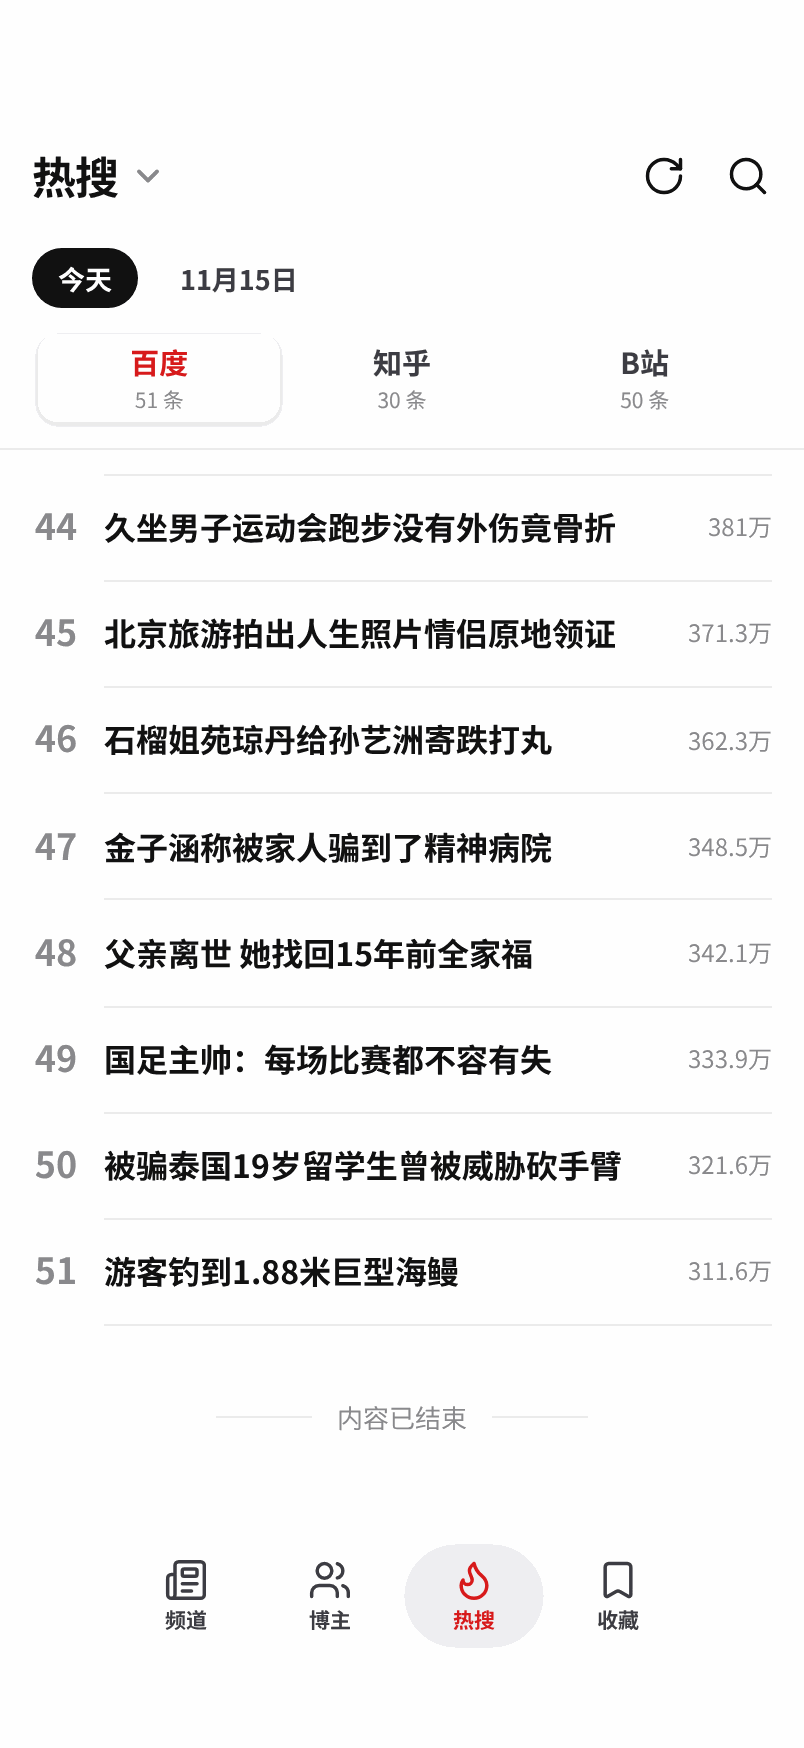 热搜
今天 11月15日
百度 知乎 B站
51 条 30 条 50 条
44 久坐男子运动会跑步没有外伤竟骨折 381万
45 北京旅游拍出人生照片情侣原地领证 371.3万
46 石榴姐苑琼丹给孙艺洲寄跌打丸 362.3万
47 金子涵称被家人骗到了精神病院 348.5万
48 父亲离世 她找回15年前全家福 342.1万
49 国足主帅：每场比赛都不容有失 333.9万
50 被骗泰国19岁留学生曾被威胁砍手臂 321.6万
51 游客钓到1.88米巨型海鳗 311.6万
内容已结束
频道 博主 热搜 收藏